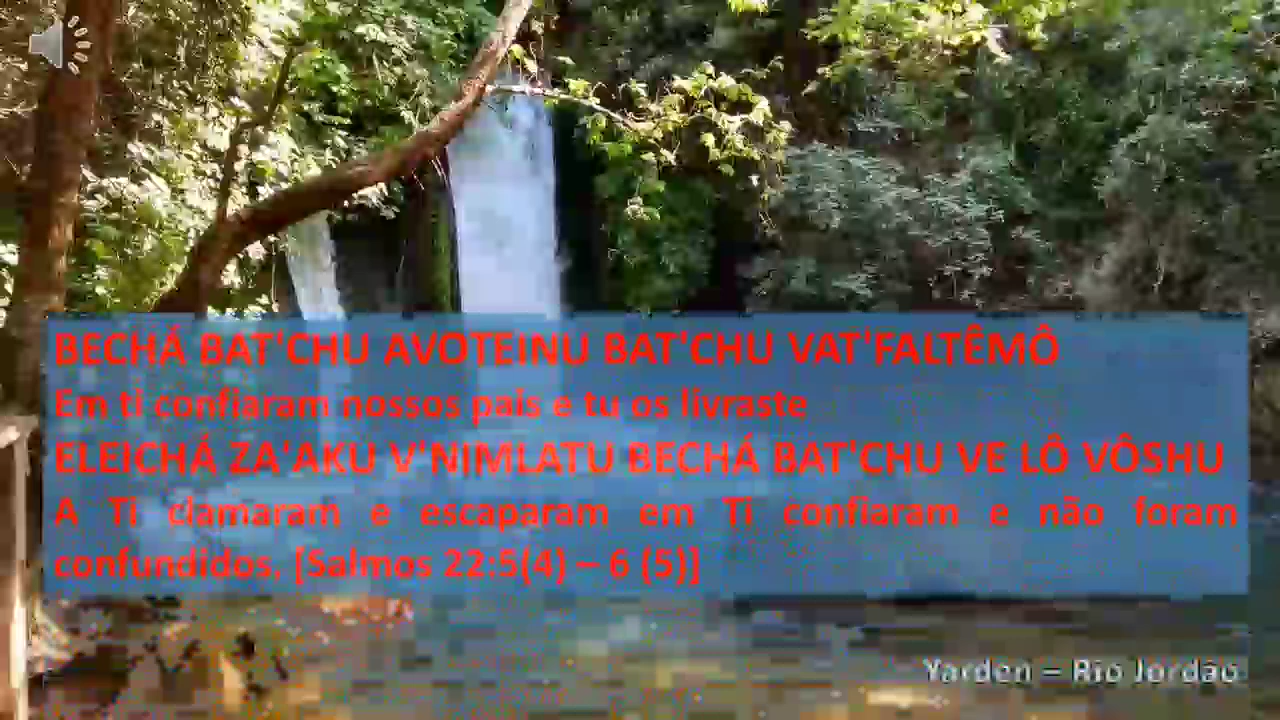 BECHÁ BAT'CHU AVOTEINU BAT'CHU VAT'FALTÊMÔ
Em ti confiaram nossos pais e tu os livraste
ELEICHÁ ZA'AKU V'NIMLATU BECHÁ BAT'CHU VE LÔ VÔSHU
A Ti clamaram e escaparam em Ti confiaram e não foram
confundidos. [Salmos 22:5(4) – 6 (5)]
Yarden – Rio Jordão